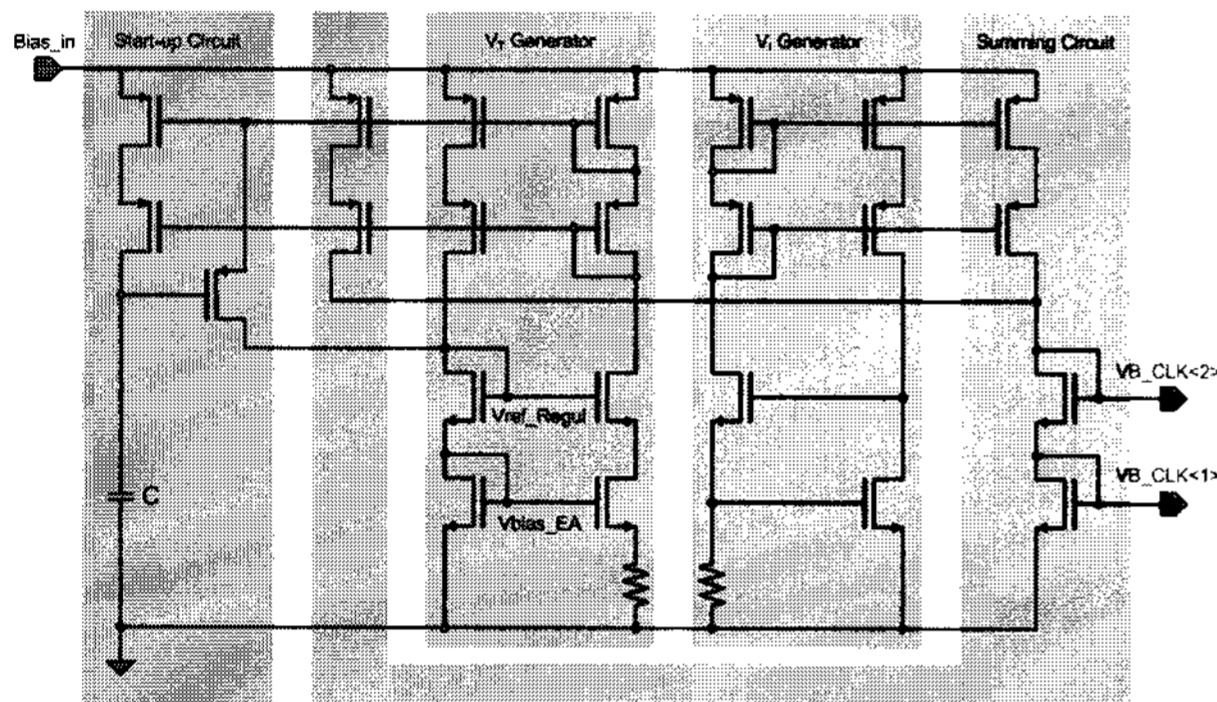 Bias_in
Start-up Circuit
V_T Generator
V_t Generator
Summing Circuit
VB_CLK<2>
Vref_Regul
VB_CLK<1>
C
Vbias_EA